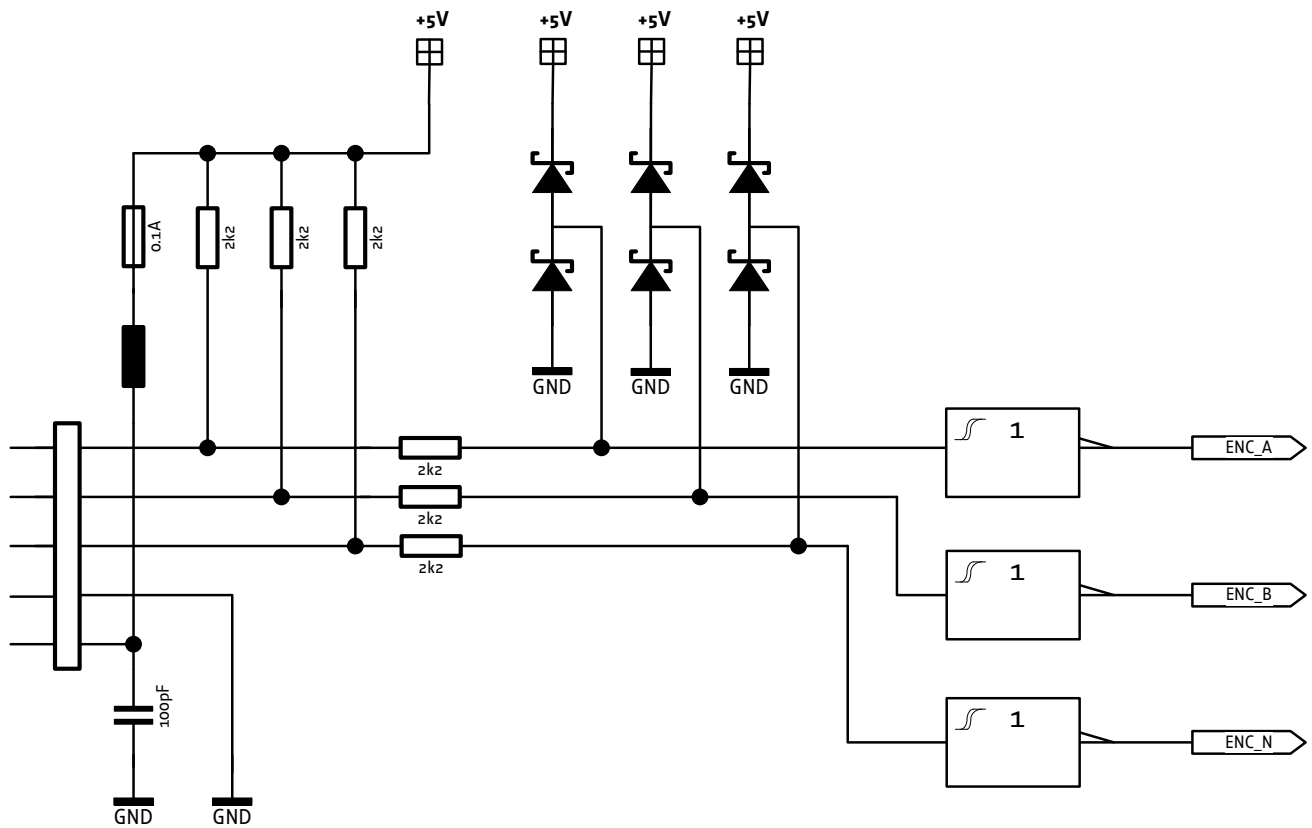 +5V
+5V
+5V
+5V
0.1A
2k2
2k2
2k2
GND
GND
GND
1
ENC_A
2k2
2k2
2k2
1
ENC_B
100pF
1
ENC_N
GND
GND